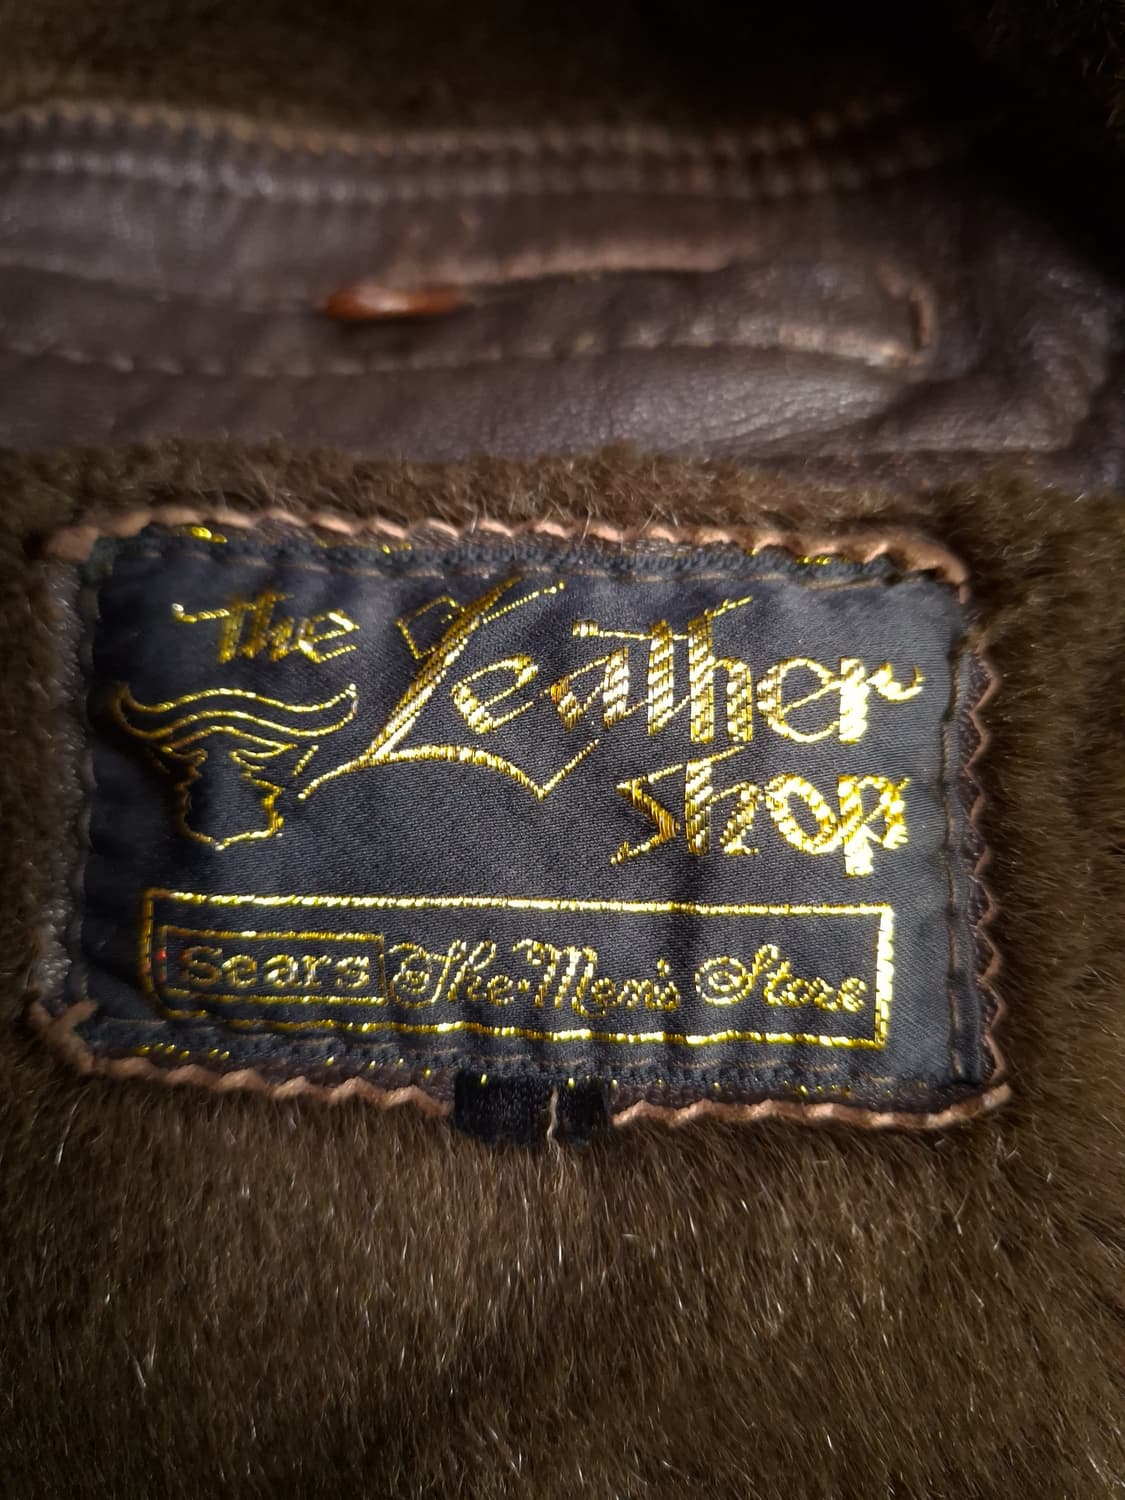 The Leather
Shop
Sears The Men's Store